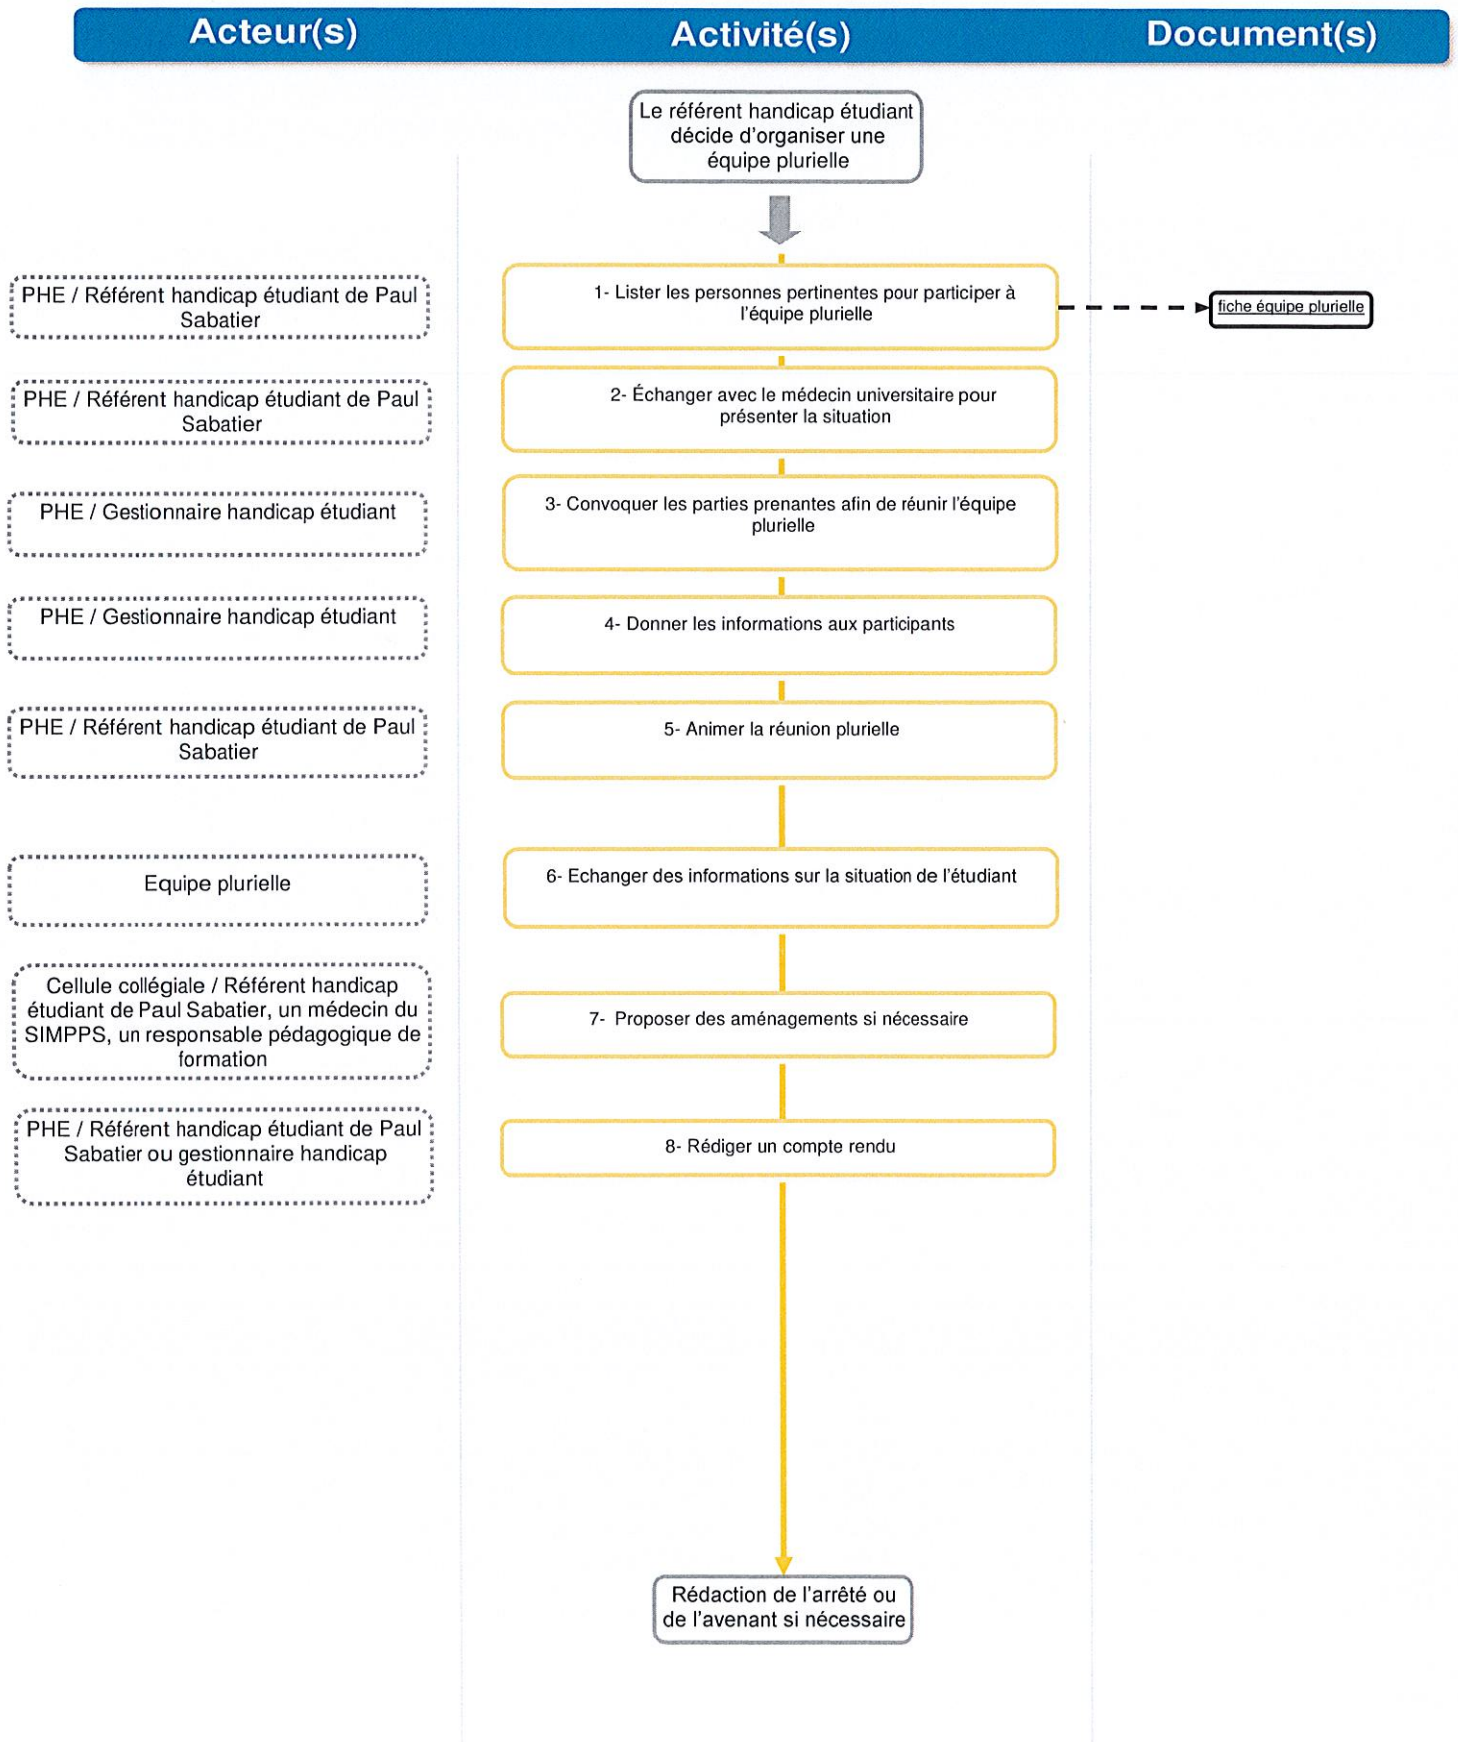 Acteur(s) Activité(s) Document(s)
Le référent handicap étudiant
décide d'organiser une
équipe plurielle
PHE / Référent handicap étudiant de Paul
Sabatier
1- Lister les personnes pertinentes pour participer à
l'équipe plurielle
fiche équipe plurielle
PHE / Référent handicap étudiant de Paul
Sabatier
2- Échanger avec le médecin universitaire pour
présenter la situation
PHE / Gestionnaire handicap étudiant
3- Convoquer les parties prenantes afin de réunir l'équipe
plurielle
PHE / Gestionnaire handicap étudiant
4- Donner les informations aux participants
PHE / Référent handicap étudiant de Paul
Sabatier
5- Animer la réunion plurielle
Equipe plurielle
6- Echanger des informations sur la situation de l'étudiant
Cellule collégiale / Référent handicap
étudiant de Paul Sabatier, un médecin du
SIMPPS, un responsable pédagogique de
formation
7- Proposer des aménagements si nécessaire
PHE / Référent handicap étudiant de Paul
Sabatier ou gestionnaire handicap
étudiant
8- Rédiger un compte rendu
Rédaction de l'arrêté ou
de l'avenant si nécessaire